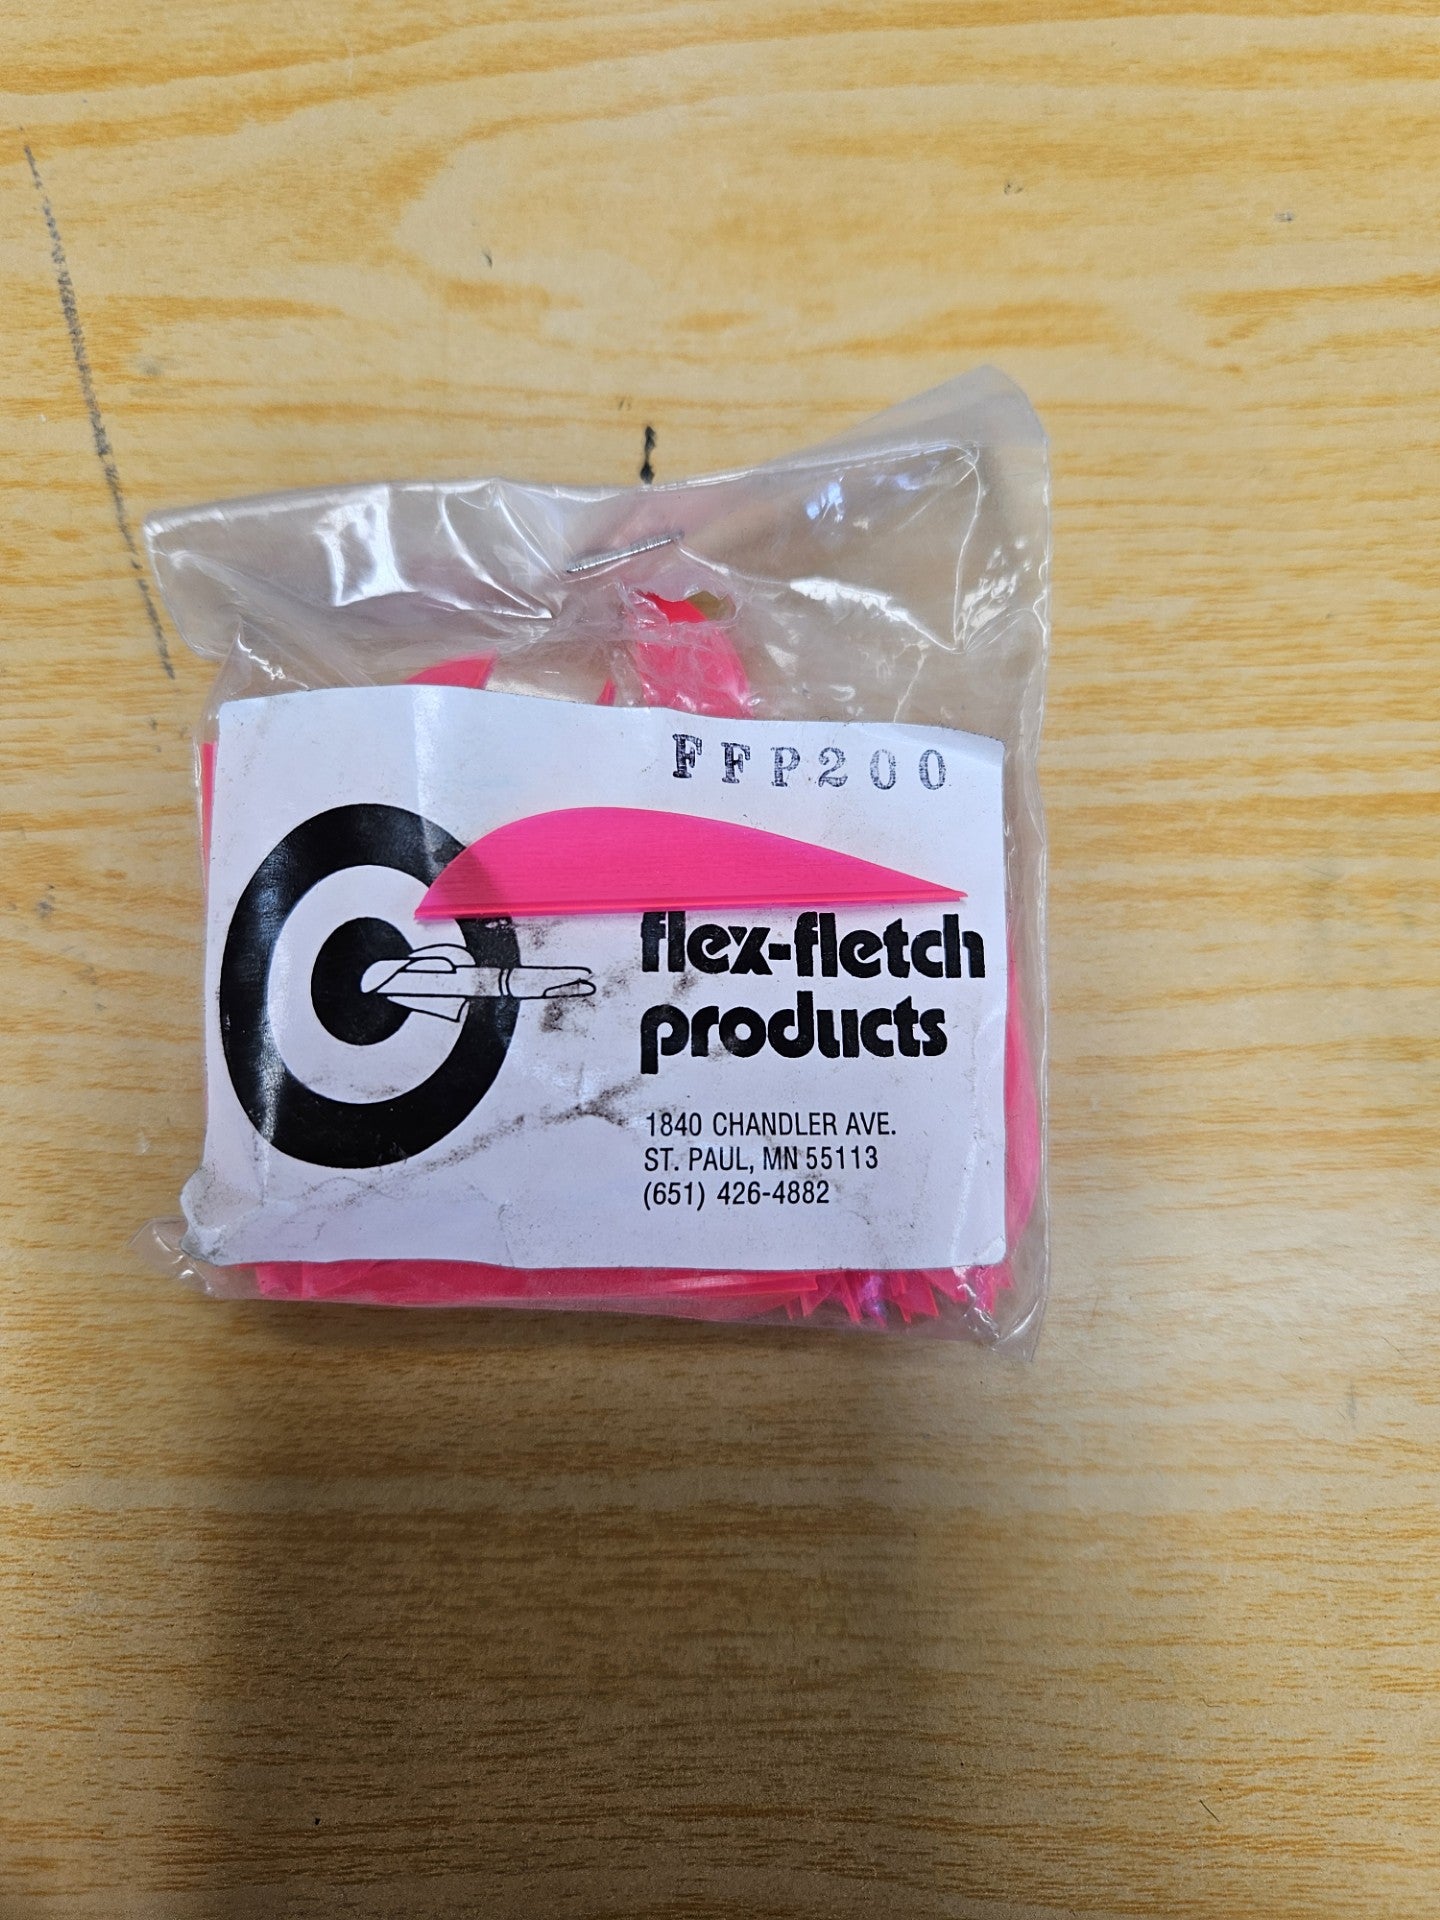 FFP200
flex-fletch
products
1840 CHANDLER AVE.
ST. PAUL, MN 55113
(651) 426-4882